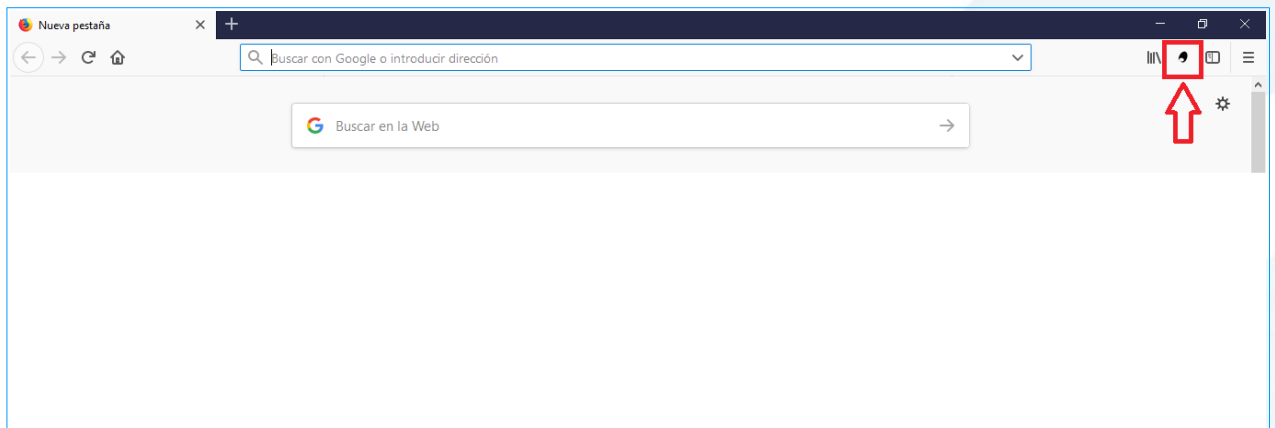 Nueva pestaña
Buscar con Google o introducir dirección
Buscar en la Web